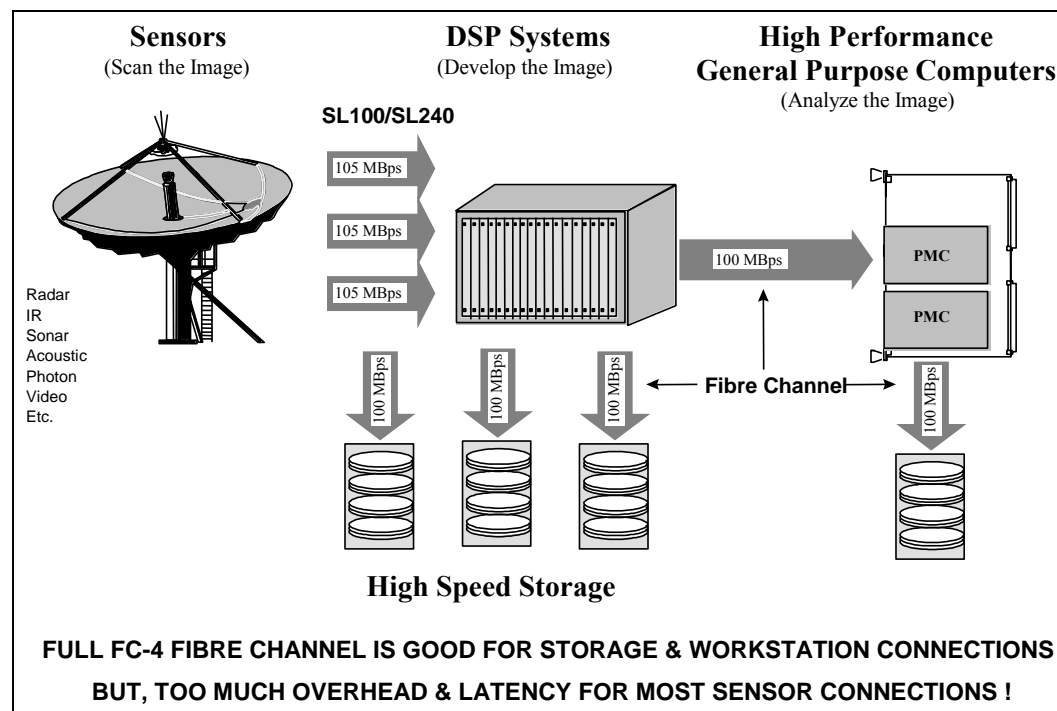 Sensors
(Scan the Image)
DSP Systems
(Develop the Image)
High Performance
General Purpose Computers
(Analyze the Image)
SL100/SL240
105 MBps
105 MBps
105 MBps
100 MBps
PMC
PMC
Radar
IR
Sonar
Acoustic
Photon
Video
Etc.
100 MBps
100 MBps
100 MBps
Fibre Channel
100 MBps
High Speed Storage
FULL FC-4 FIBRE CHANNEL IS GOOD FOR STORAGE & WORKSTATION CONNECTIONS
BUT, TOO MUCH OVERHEAD & LATENCY FOR MOST SENSOR CONNECTIONS !